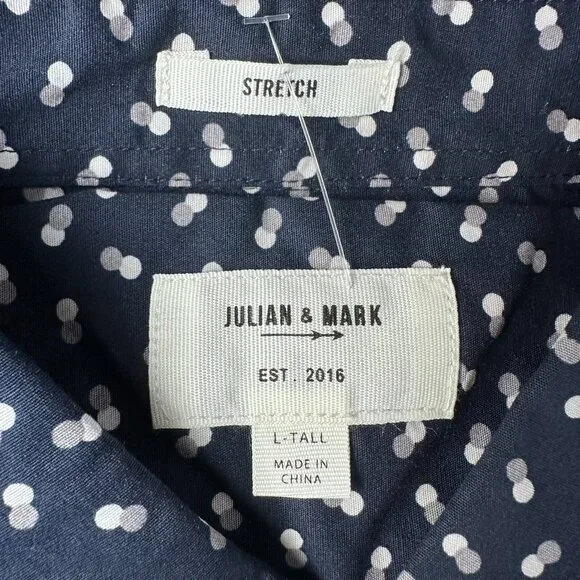 STRETCH
JULIAN & MARK
EST. 2016
L-TALL
MADE IN
CHINA